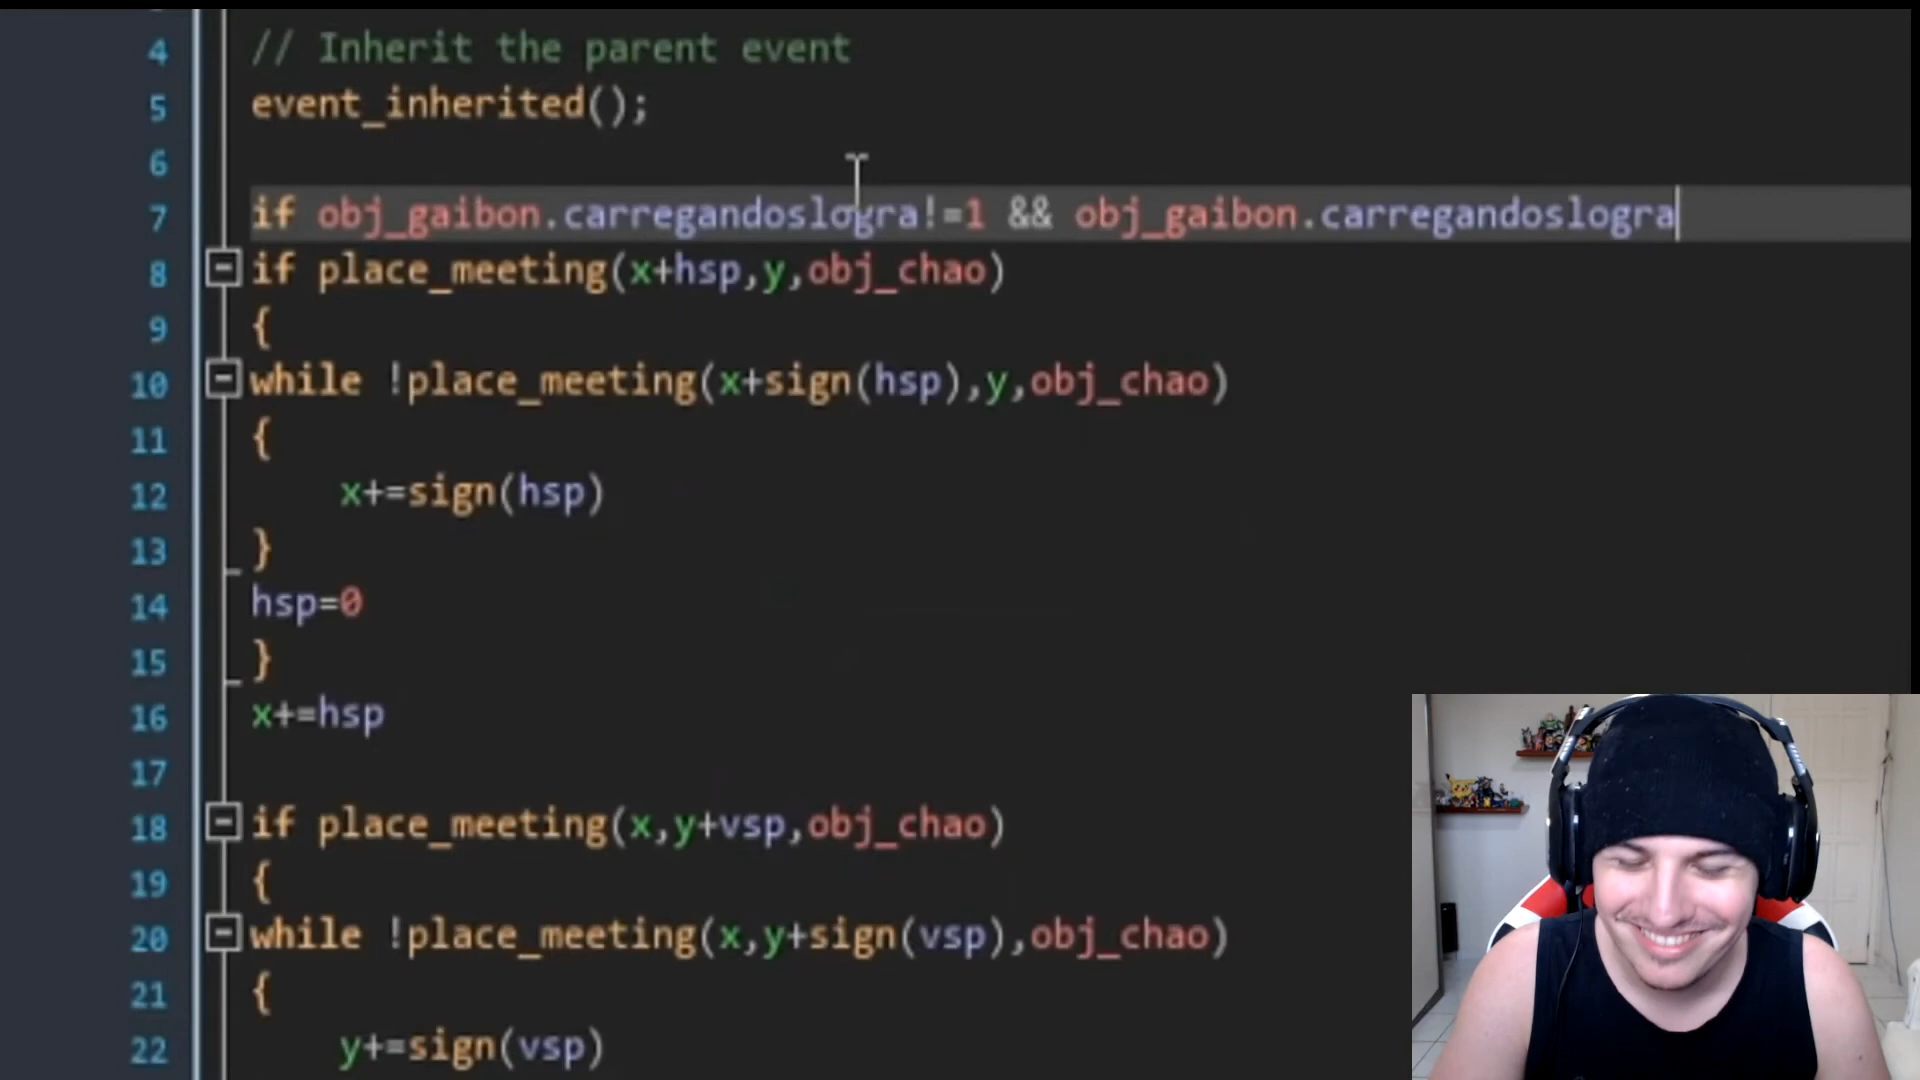 4 // Inherit the parent event
5 event_inherited();
6
7 if obj_gaibon.carregandoslogra!=1 && obj_gaibon.carregandoslogra
8 if place_meeting(x+hsp,y,obj_chao)
9 {
10 while !place_meeting(x+sign(hsp),y,obj_chao)
11 {
12 x+=sign(hsp)
13 }
14 hsp=0
15 }
16 x+=hsp
17
18 if place_meeting(x,y+vsp,obj_chao)
19 {
20 while !place_meeting(x,y+sign(vsp),obj_chao)
21 {
22 y+=sign(vsp)